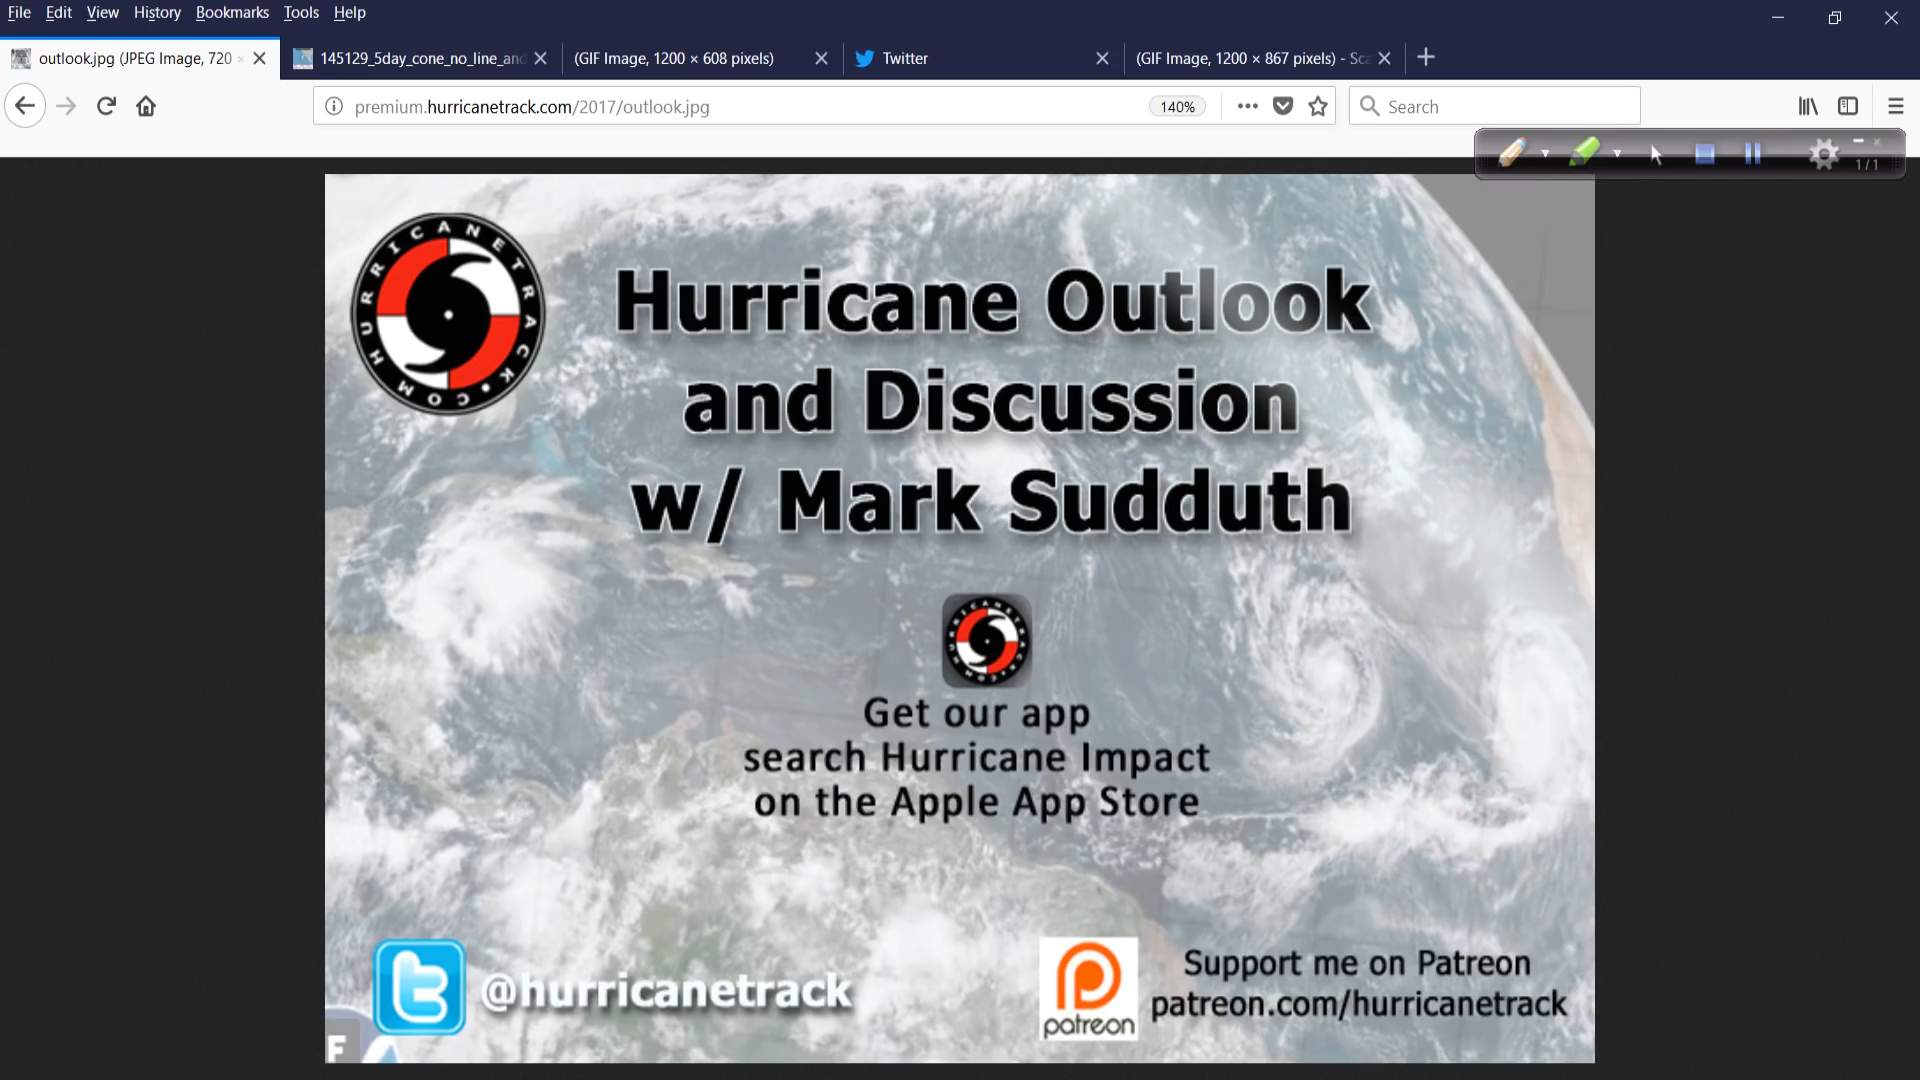 File Edit View History Bookmarks Tools Help
outlook.jpg (JPEG Image, 720 ×
145129_5day_cone_no_line_and
(GIF Image, 1200 × 608 pixels)
Twitter
(GIF Image, 1200 × 867 pixels) - Sca
premium.hurricanetrack.com/2017/outlook.jpg
140%
Search
1/1
HURRICANETRACK.COM
Hurricane Outlook
and Discussion
w/ Mark Sudduth
HURRICANETRACK.COM
Get our app
search Hurricane Impact
on the Apple App Store
@hurricanetrack
patreon
Support me on Patreon
patreon.com/hurricanetrack
F